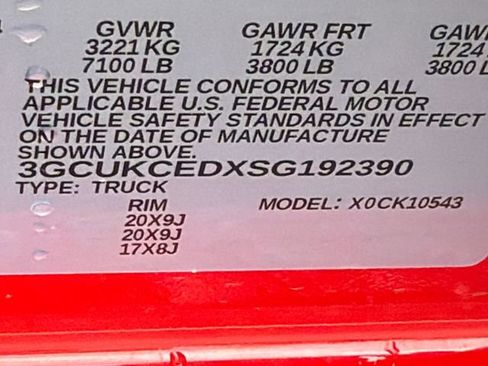 GVWR GAWR FRT GAWR
3221 KG 1724 KG 1724
7100 LB 3800 LB 3800
THIS VEHICLE CONFORMS TO ALL
APPLICABLE U.S. FEDERAL MOTOR
VEHICLE SAFETY STANDARDS IN EFFECT
ON THE DATE OF MANUFACTURE
SHOWN ABOVE.
3GCUKCEDXSG192390
TYPE: TRUCK
RIM MODEL: X0CK10543
20X9J
20X9J
17X8J